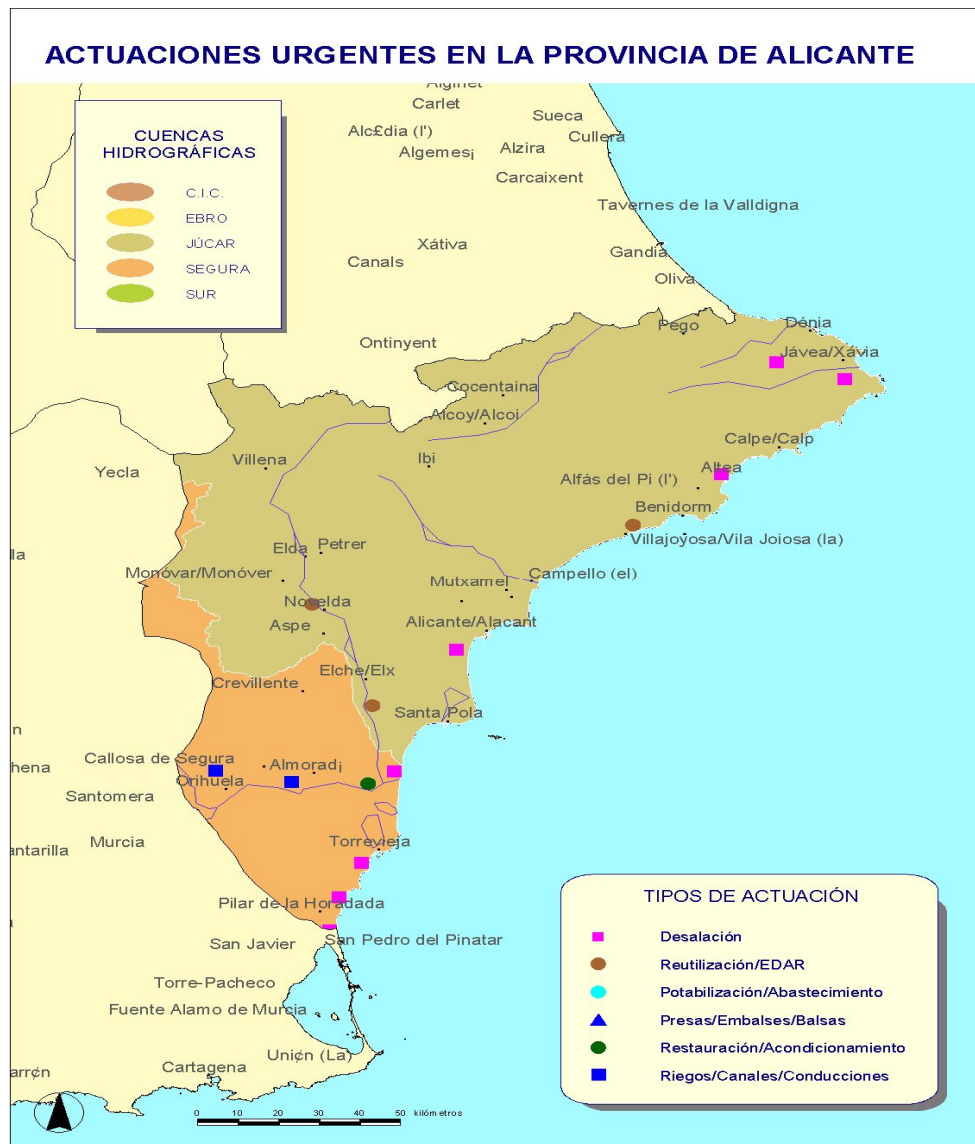 ACTUACIONES URGENTES EN LA PROVINCIA DE ALICANTE
CUENCAS
HIDROGRÁFICAS
C.I.C.
EBRO
JÚCAR
SEGURA
SUR
Alginet
Carlet
Sueca
Alc£dia (l')
Cullera
Algemes¡
Alzira
Carcaixent
Tavernes de la Valldigna
Xátiva
Gandia
Canals
Oliva
Pego
Dénia
Ontinyent
Jávea/Xávia
Cocentaina
Alcoy/Alcoi
Calpe/Calp
Ibi
Villena
Yecla
Altea
Alfás del Pi (l')
Benidorm
Villajoyosa/Vila Joiosa (la)
Elda
Petrer
Monóvar/Monóver
Campello (el)
Mutxamel
Novelda
Aspe
Alicante/Alacant
Elche/Elx
Crevillente
Santa Pola
Callosa de Segura
Almorad¡
Orihuela
Santomera
Murcia
Torrevieja
Pilar de la Horadada
San Javier
San Pedro del Pinatar
Torre-Pacheco
Fuente Alamo de Murcia
Uni¢n (La)
Cartagena
TIPOS DE ACTUACIÓN
Desalación
Reutilización/EDAR
Potabilización/Abastecimiento
Presas/Embalses/Balsas
Restauración/Acondicionamiento
Riegos/Canales/Conducciones
0 10 20 30 40 50 kilómetros